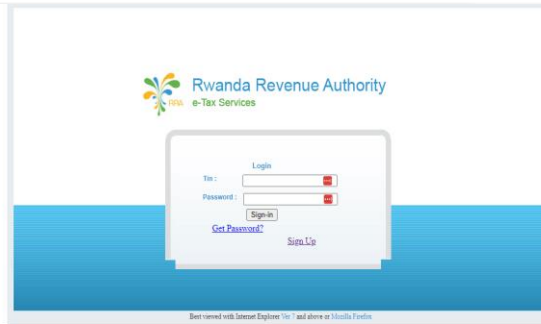 Rwanda Revenue Authority
RRA e-Tax Services
Login
Tin :
Password :
Sign-in
Get Password?
Sign Up
Best viewed with Internet Explorer Ver 7 and above or Mozilla Firefox